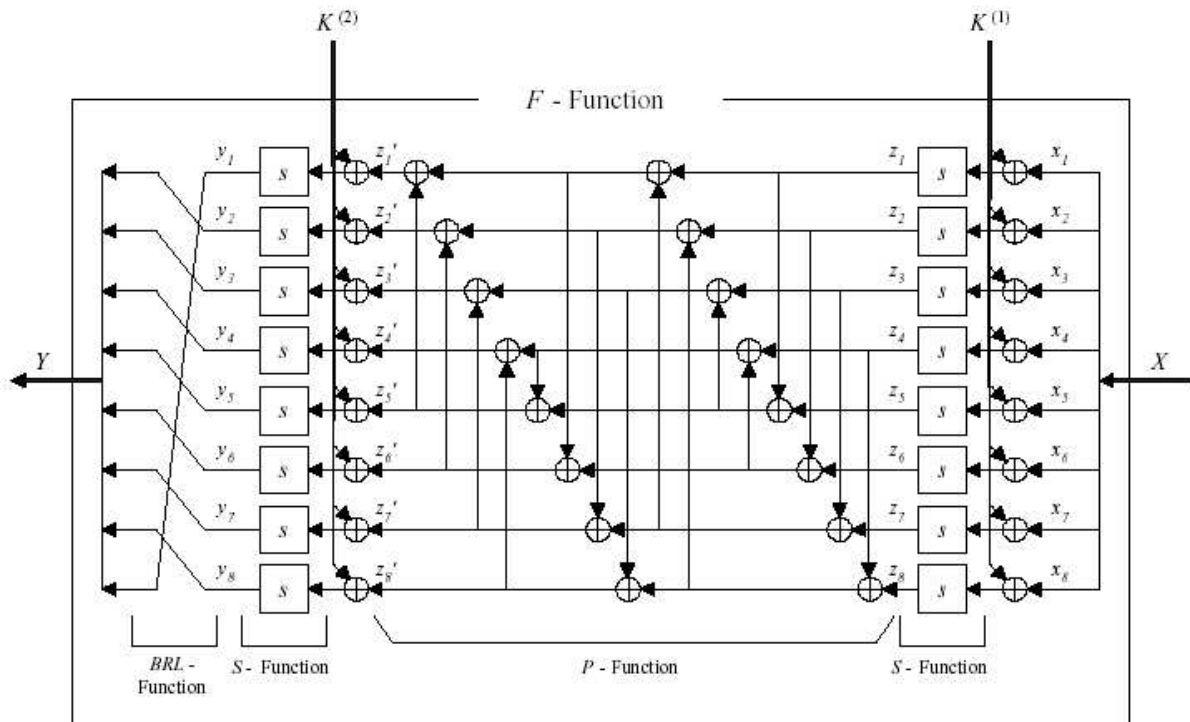 K(2) K(1)
F - Function
y1 s z1' z1 s x1
y2 s z2' z2 s x2
y3 s z3' z3 s x3
y4 s z4' z4 s x4
Y X
y5 s z5' z5 s x5
y6 s z6' z6 s x6
y7 s z7' z7 s x7
y8 s z8' z8 s x8
BRL - Function
S - Function
P - Function
S - Function